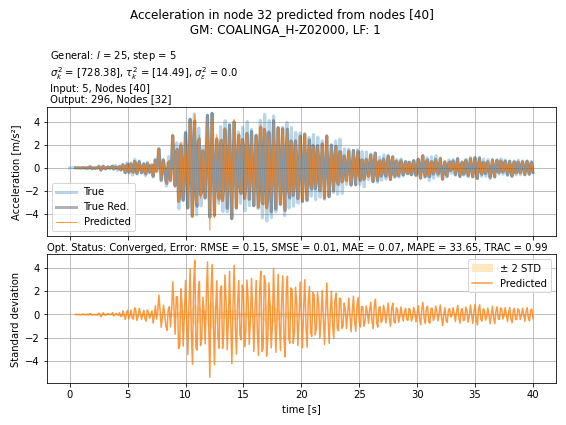 Acceleration in node 32 predicted from nodes [40]
GM: COALINGA_H-Z02000, LF: 1
General: l = 25, step = 5
σ²ₖ = [728.38], τ²ₖ = [14.49], σ²ε = 0.0
Input: 5, Nodes [40]
Output: 296, Nodes [32]
Acceleration [m/s²]
4
2
0
−2
−4
True
True Red.
Predicted
Opt. Status: Converged, Error: RMSE = 0.15, SMSE = 0.01, MAE = 0.07, MAPE = 33.65, TRAC = 0.99
Standard deviation
4
2
0
−2
−4
± 2 STD
Predicted
0 5 10 15 20 25 30 35 40
time [s]